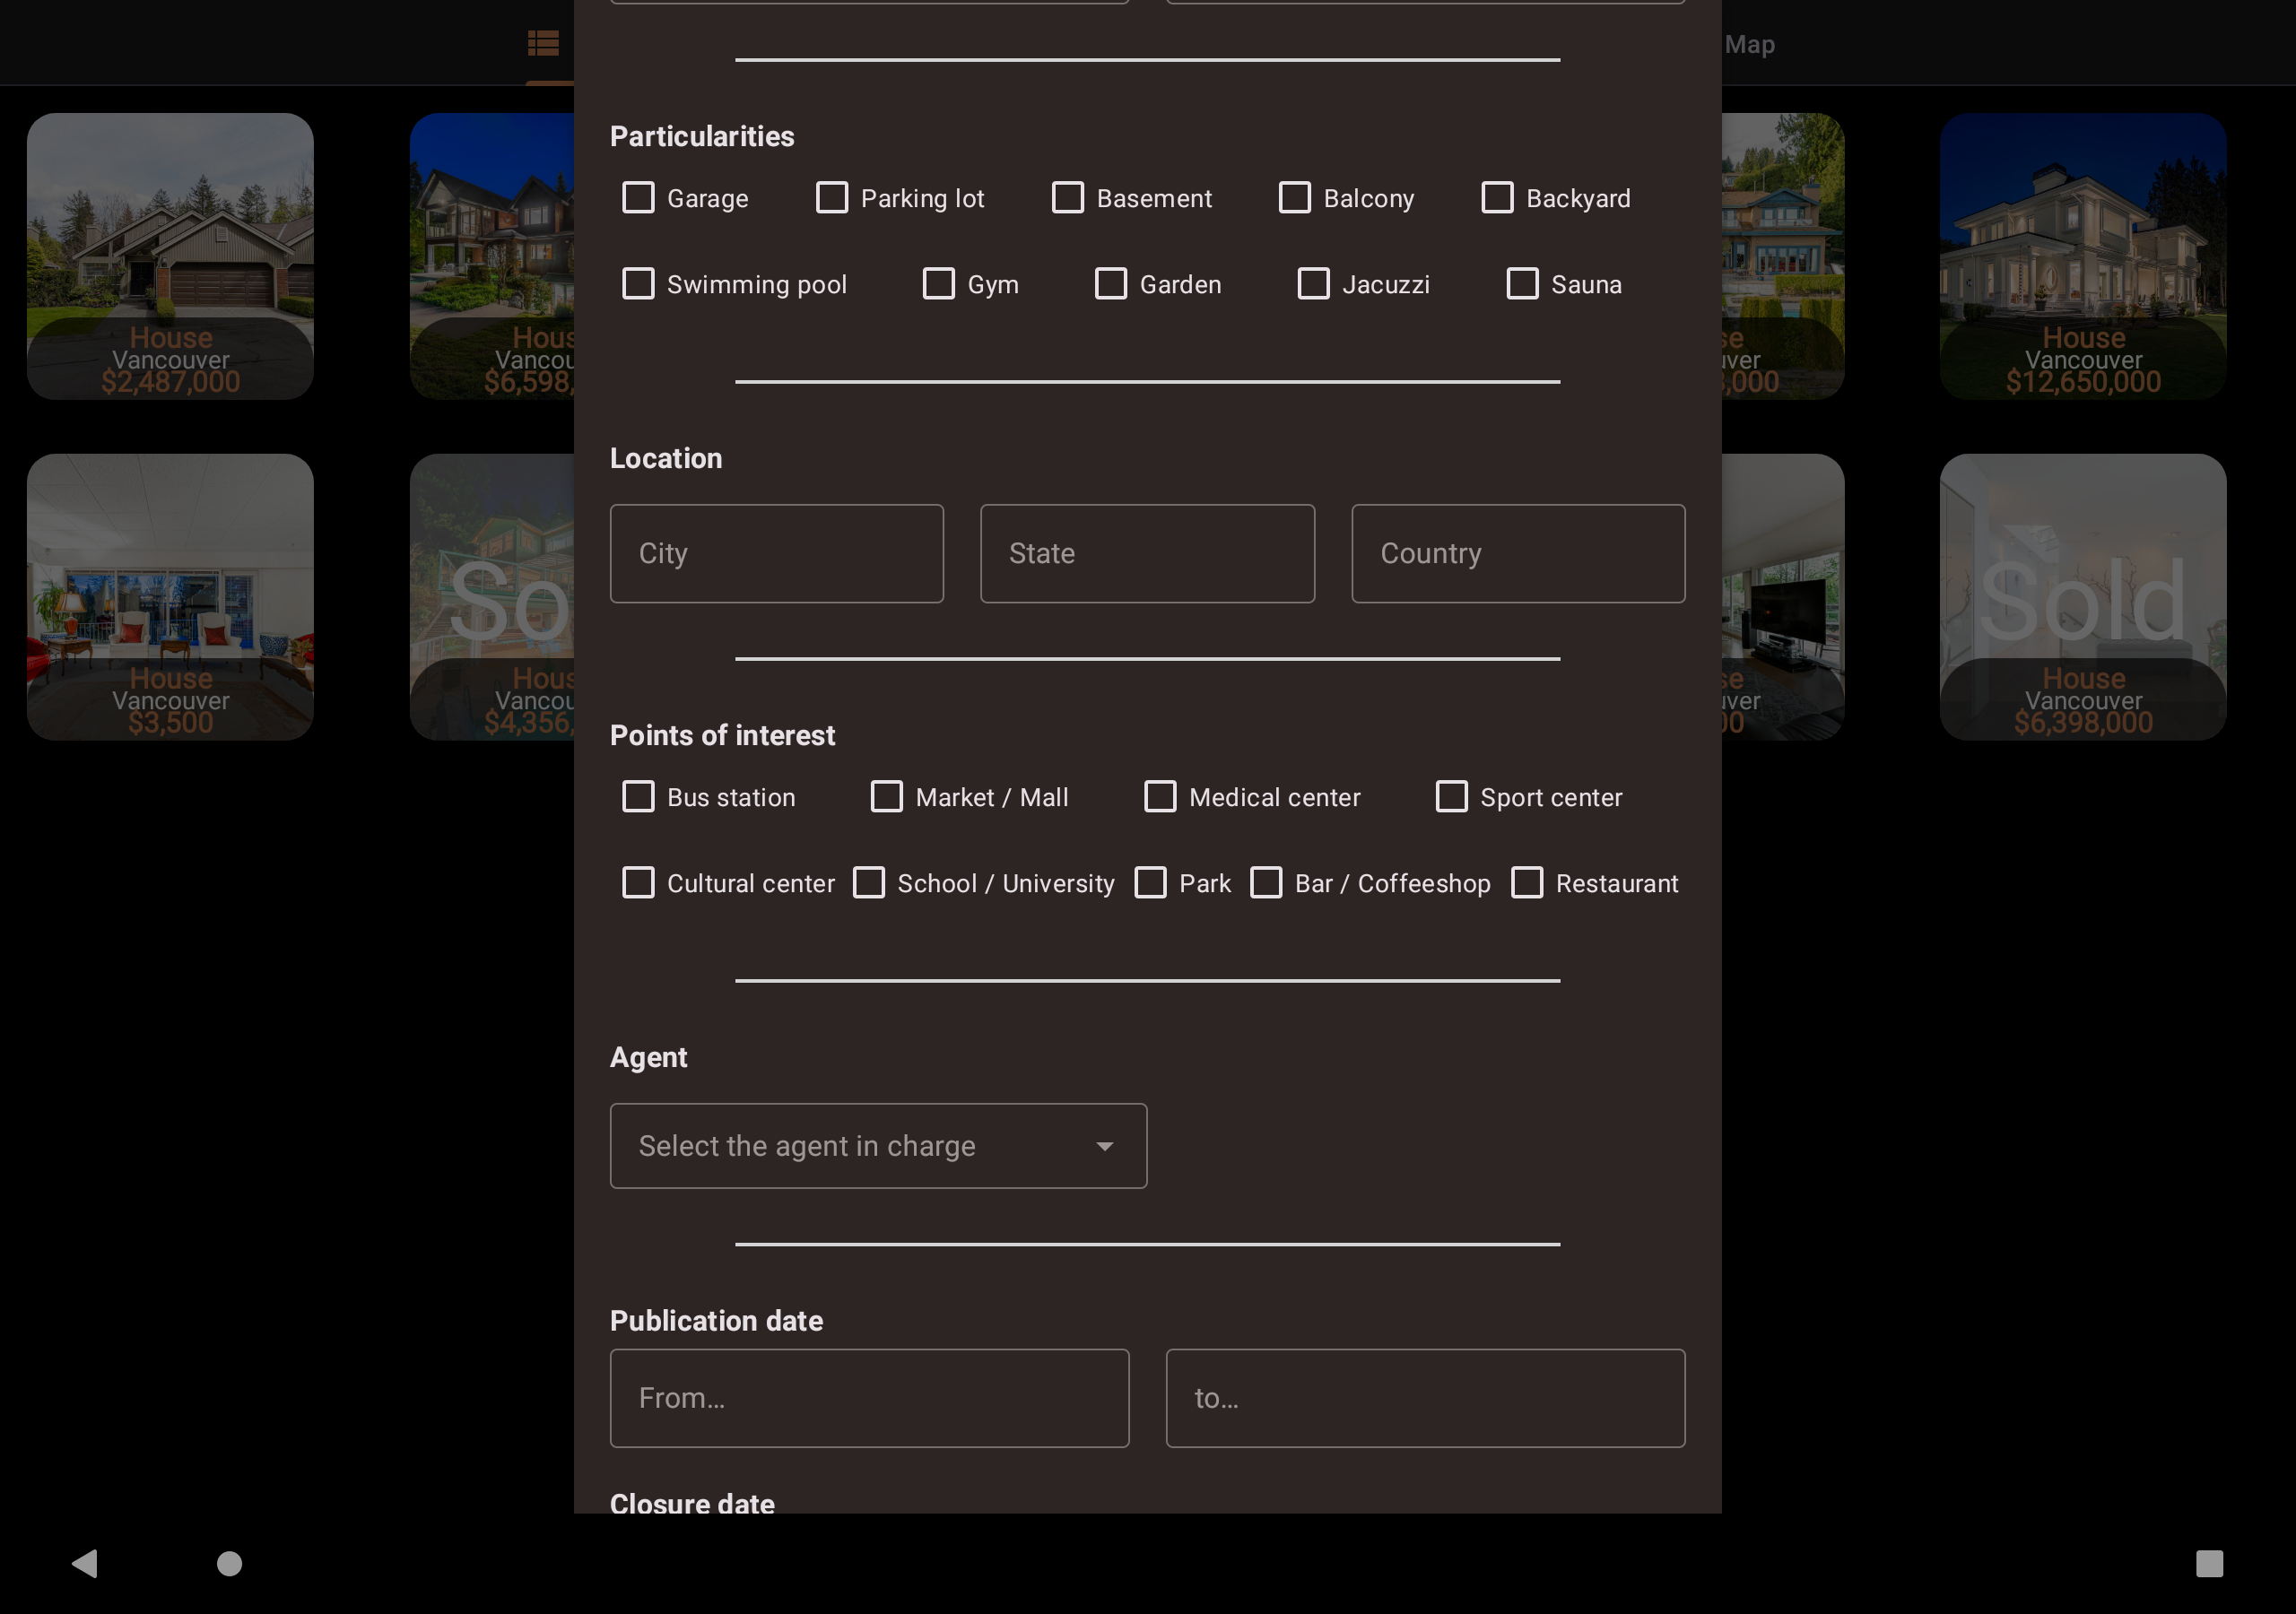 Map
Particularities
Garage
Parking lot
Basement
Balcony
Backyard
Swimming pool
Gym
Garden
Jacuzzi
Sauna
House
Vancouver
$2,487,000
Hous
Vancou
$6,598,
se
uver
,000
House
Vancouver
$12,650,000
Location
City
State
Country
Sold
So
House
Vancouver
$3,500
Hous
Vancou
$4,356,
se
uver
00
House
Vancouver
$6,398,000
Points of interest
Bus station
Market / Mall
Medical center
Sport center
Cultural center
School / University
Park
Bar / Coffeeshop
Restaurant
Agent
Select the agent in charge
Publication date
From...
to...
Closure date